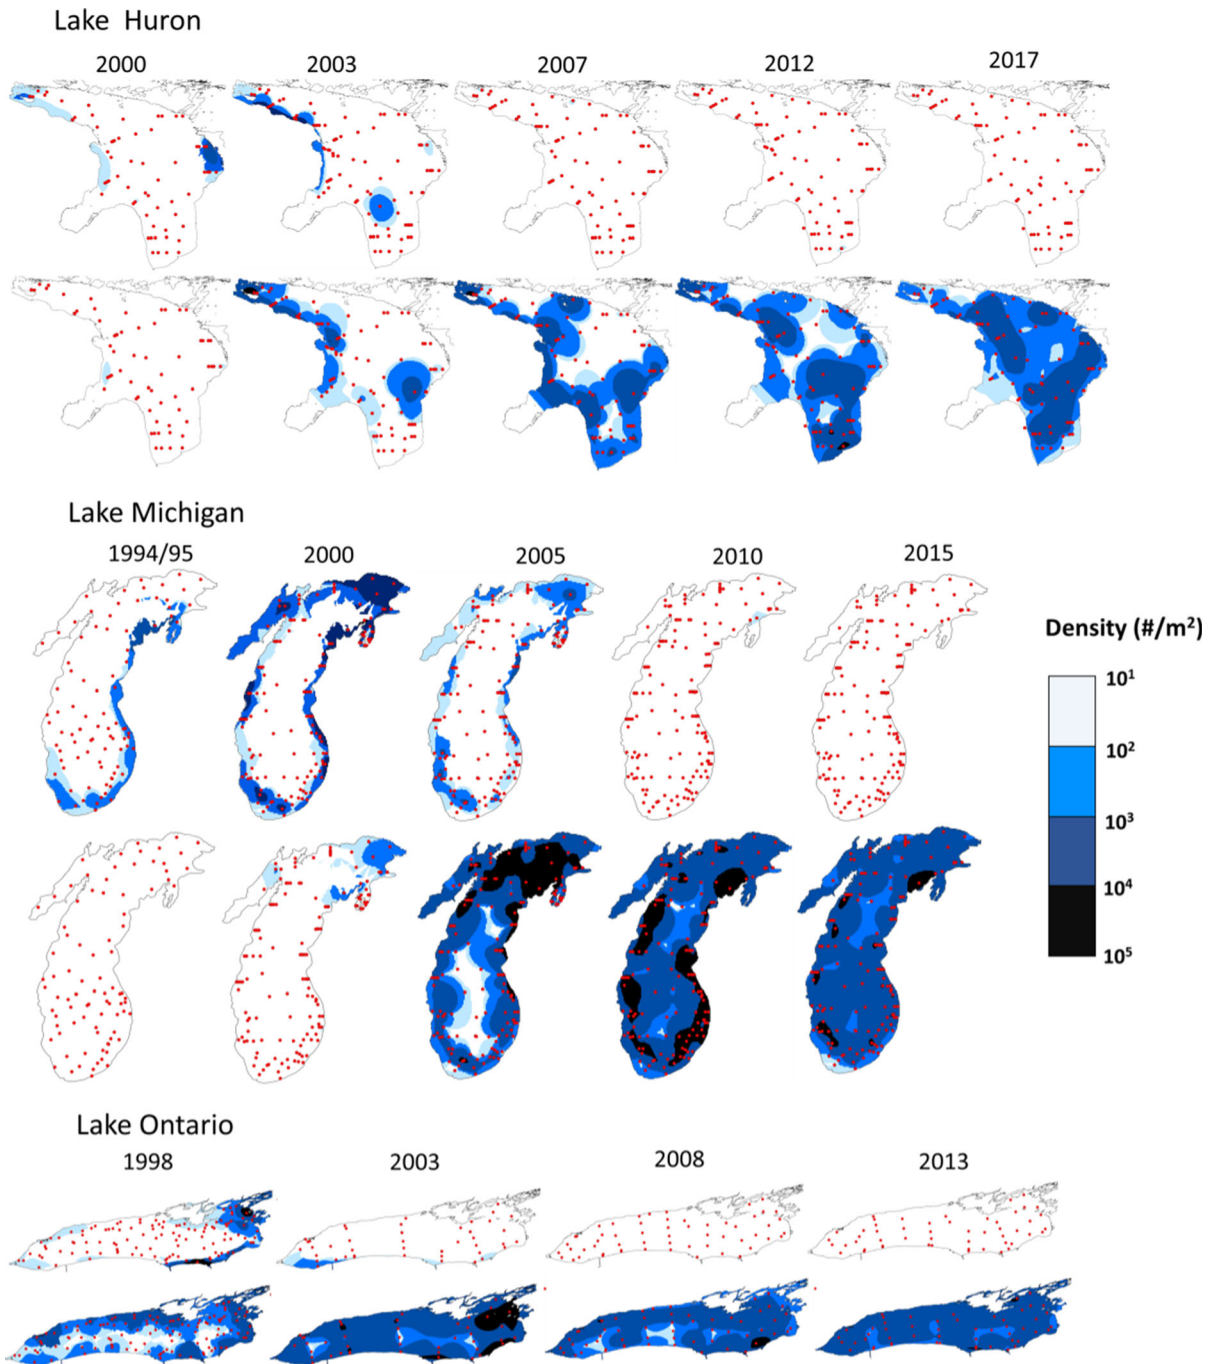 Lake Huron
2000 2003 2007 2012 2017
Lake Michigan
1994/95 2000 2005 2010 2015
Density (#/m²)
10¹
10²
10³
10⁴
10⁵
Lake Ontario
1998 2003 2008 2013